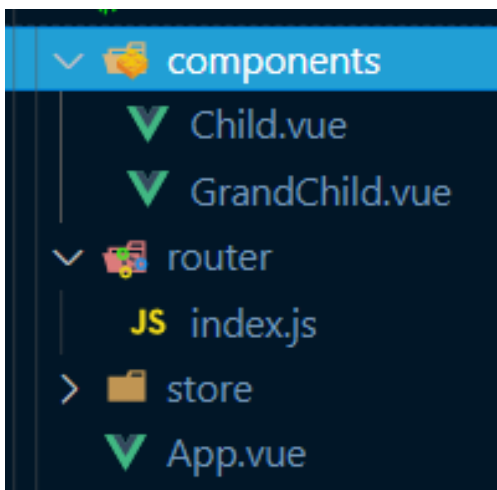 components
Child.vue
GrandChild.vue
router
JS index.js
store
App.vue